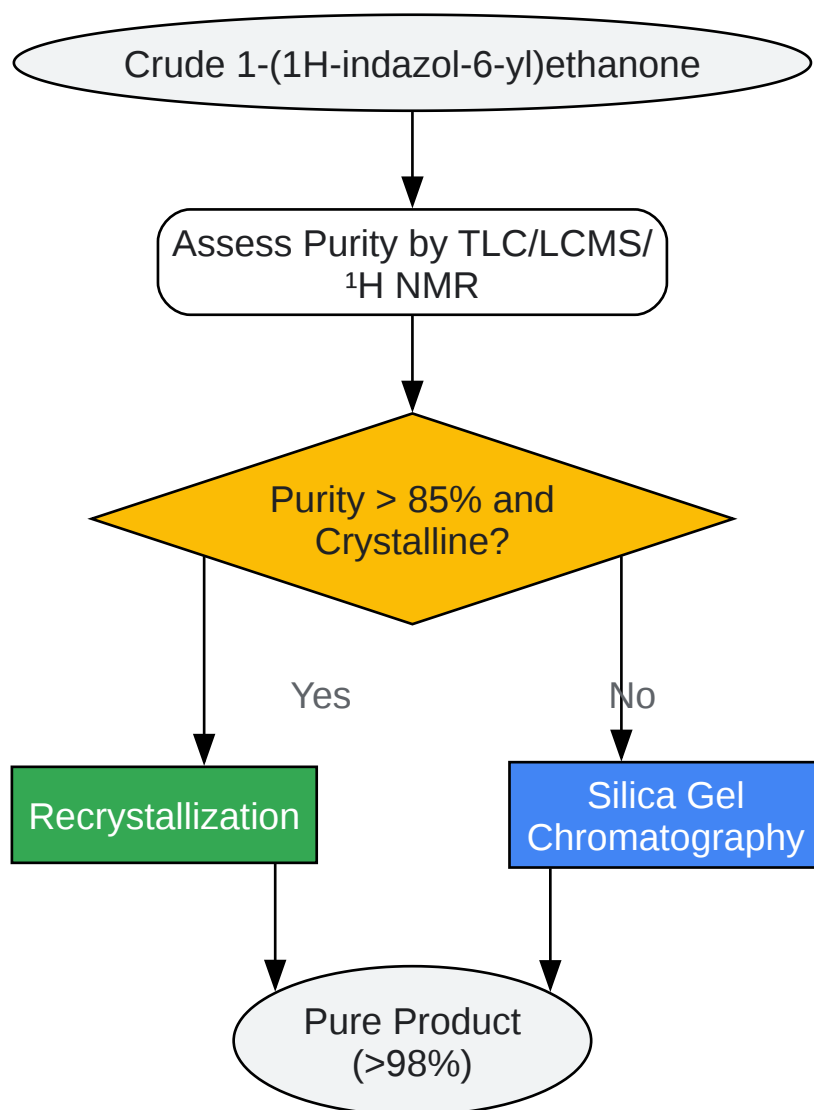 Crude 1-(1H-indazol-6-yl)ethanone
Assess Purity by TLC/LCMS/
¹H NMR
Purity > 85% and
Crystalline?
Yes
No
Recrystallization
Silica Gel
Chromatography
Pure Product
(>98%)